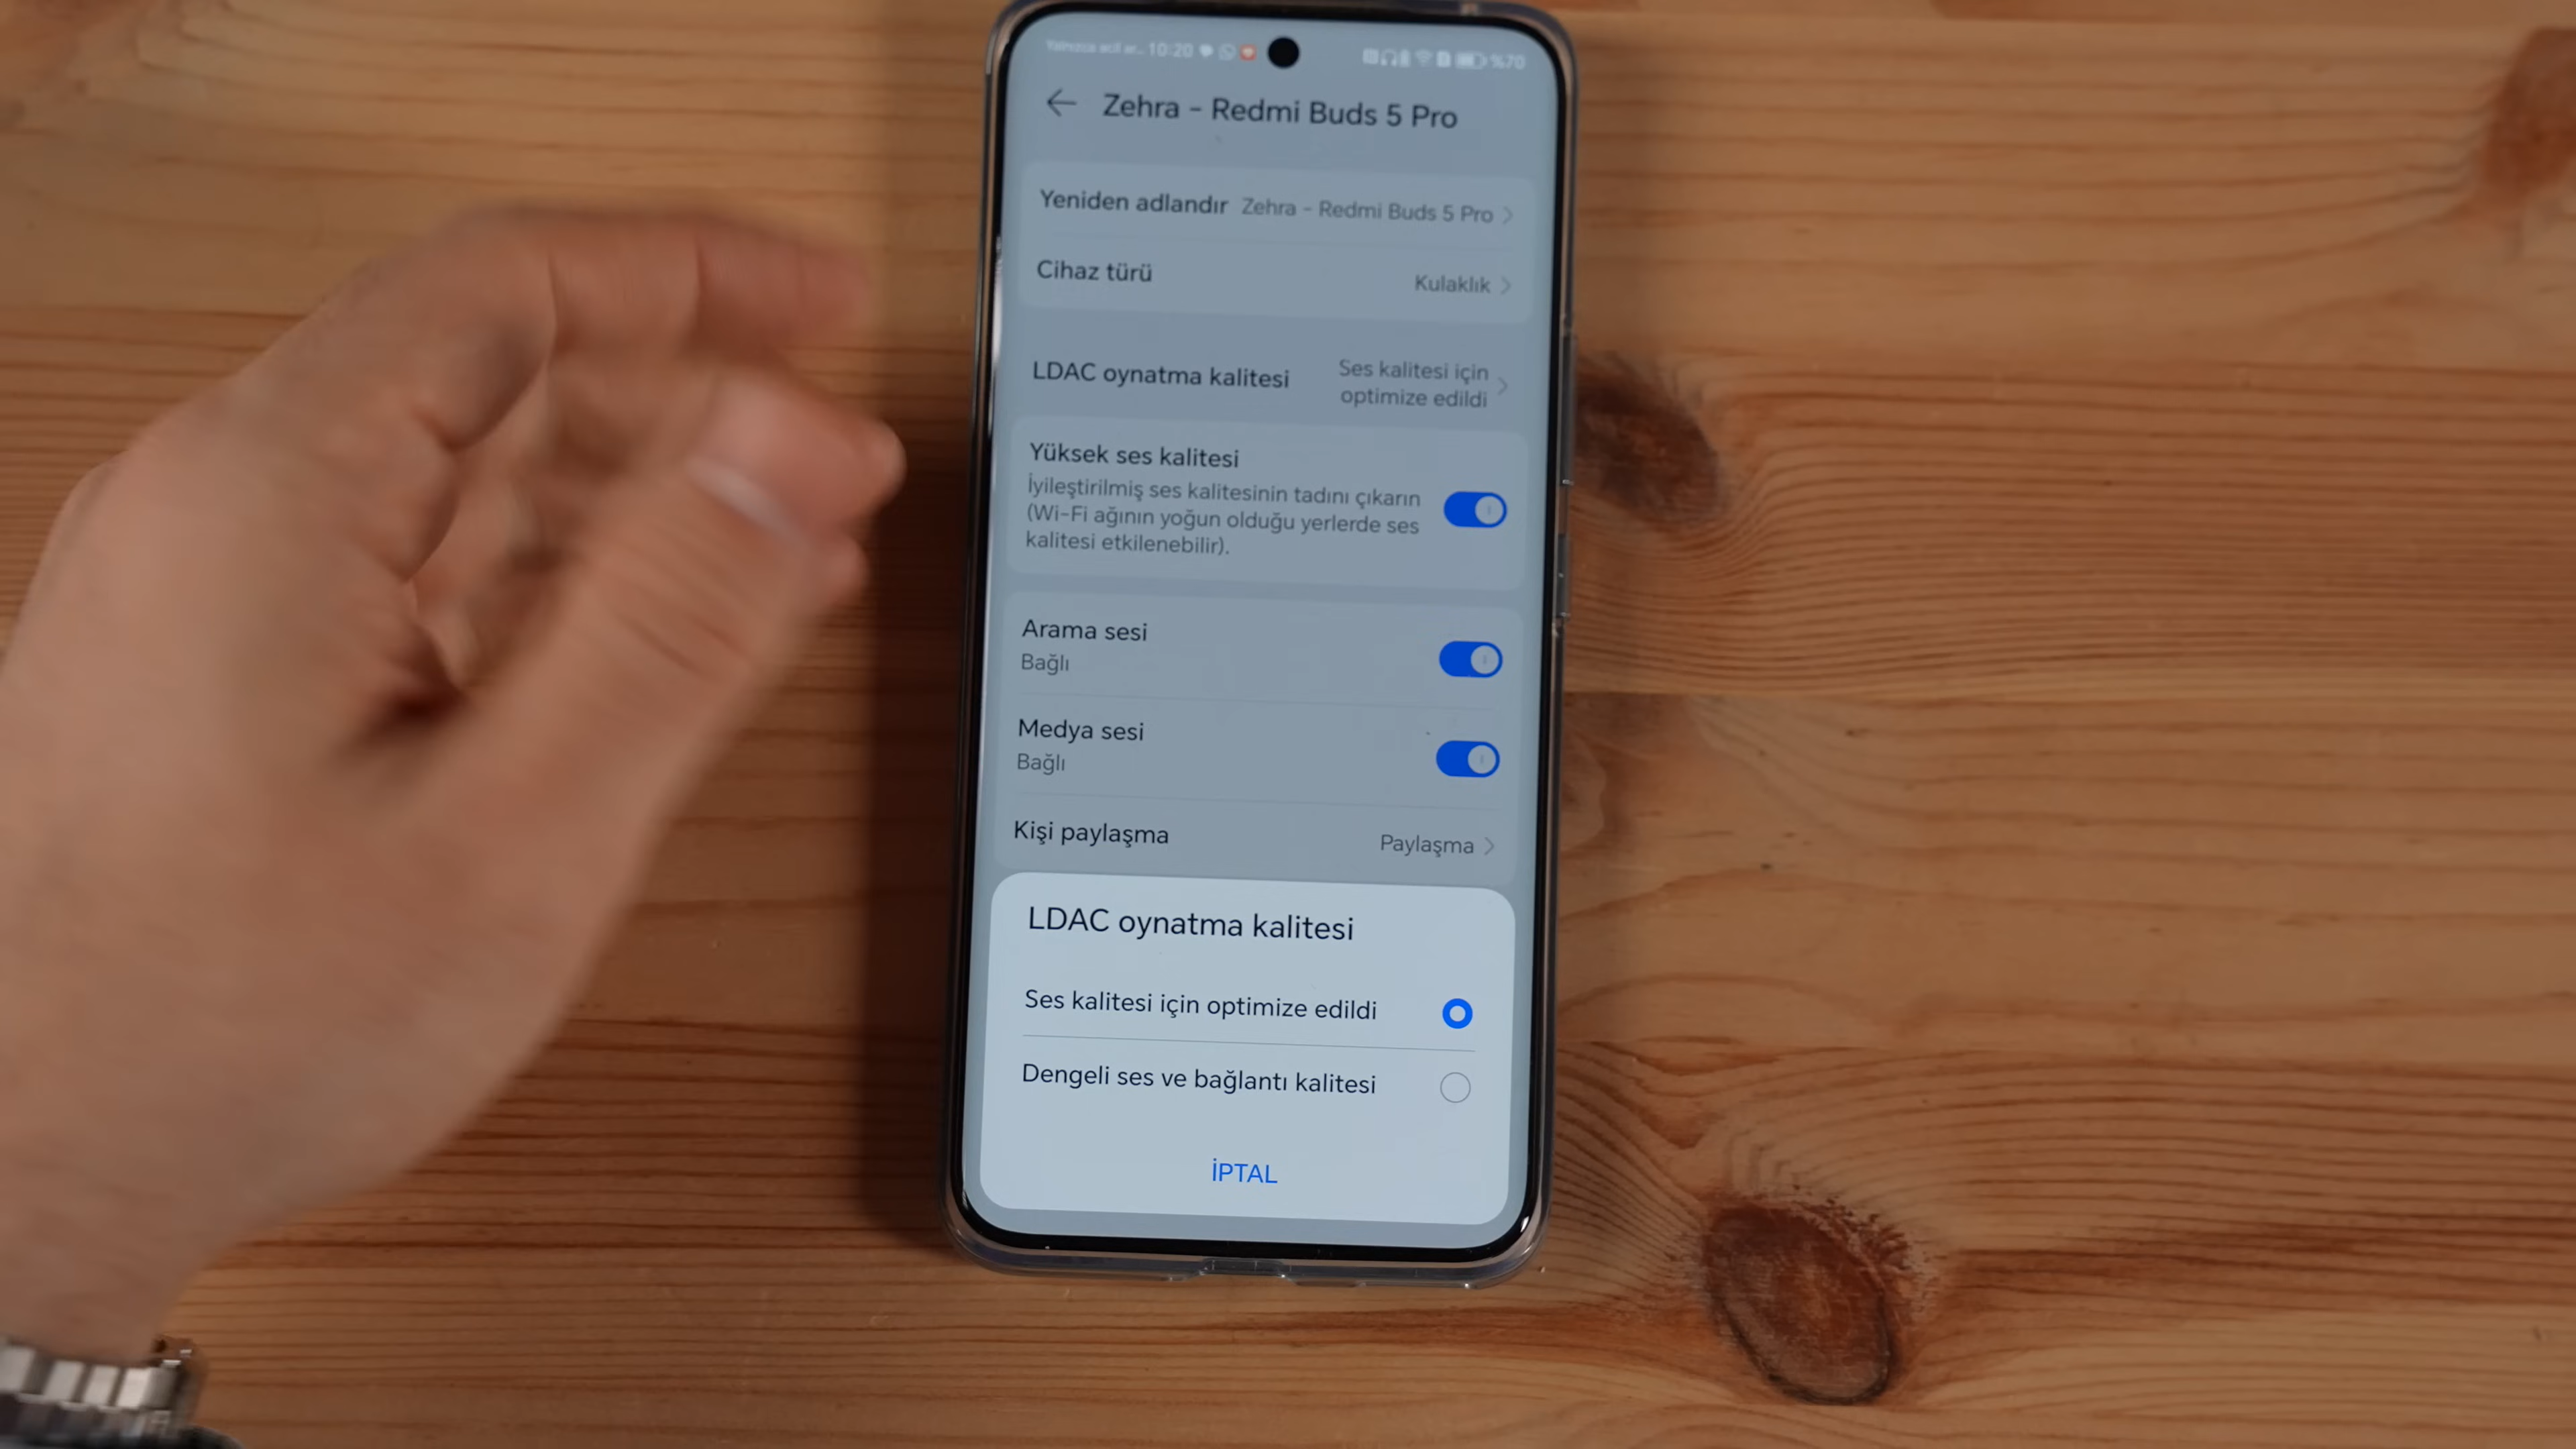 10:20
%70
Zehra - Redmi Buds 5 Pro
Yeniden adlandır Zehra - Redmi Buds 5 Pro
Cihaz türü Kulaklık
LDAC oynatma kalitesi Ses kalitesi için
optimize edildi
Yüksek ses kalitesi
İyileştirilmiş ses kalitesinin tadını çıkarın
(Wi-Fi ağının yoğun olduğu yerlerde ses
kalitesi etkilenebilir).
Arama sesi
Bağlı
Medya sesi
Bağlı
Kişi paylaşma Paylaşma
LDAC oynatma kalitesi
Ses kalitesi için optimize edildi
Dengeli ses ve bağlantı kalitesi
İPTAL